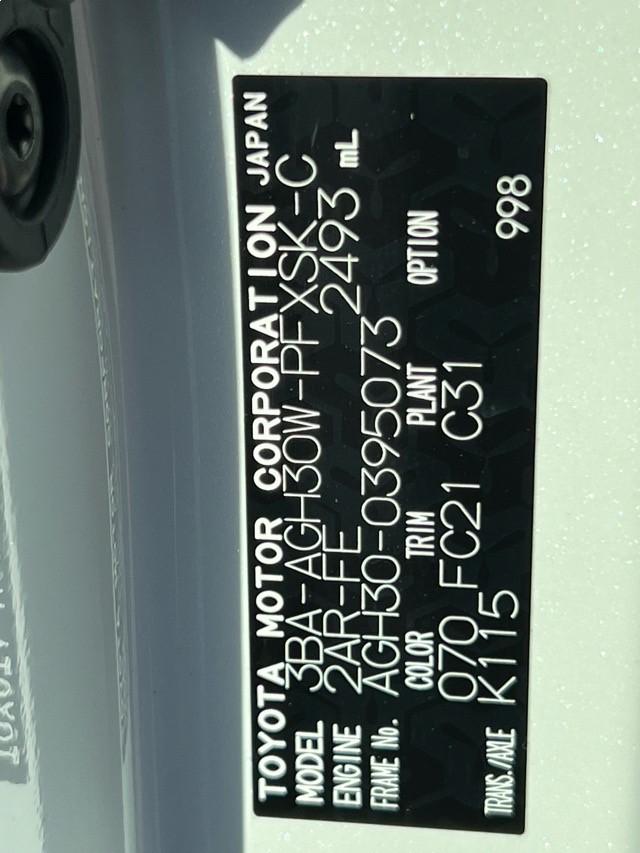 TOYOTA MOTOR CORPORATION JAPAN
MODEL 3BA-AGH30W-PFXSK-C
ENGINE 2AR-FE 2493 mL
FRAME No. AGH30-0395073
COLOR TRIM PLANT OPTION
070 FC21 C31
TRANS./AXLE K115 998